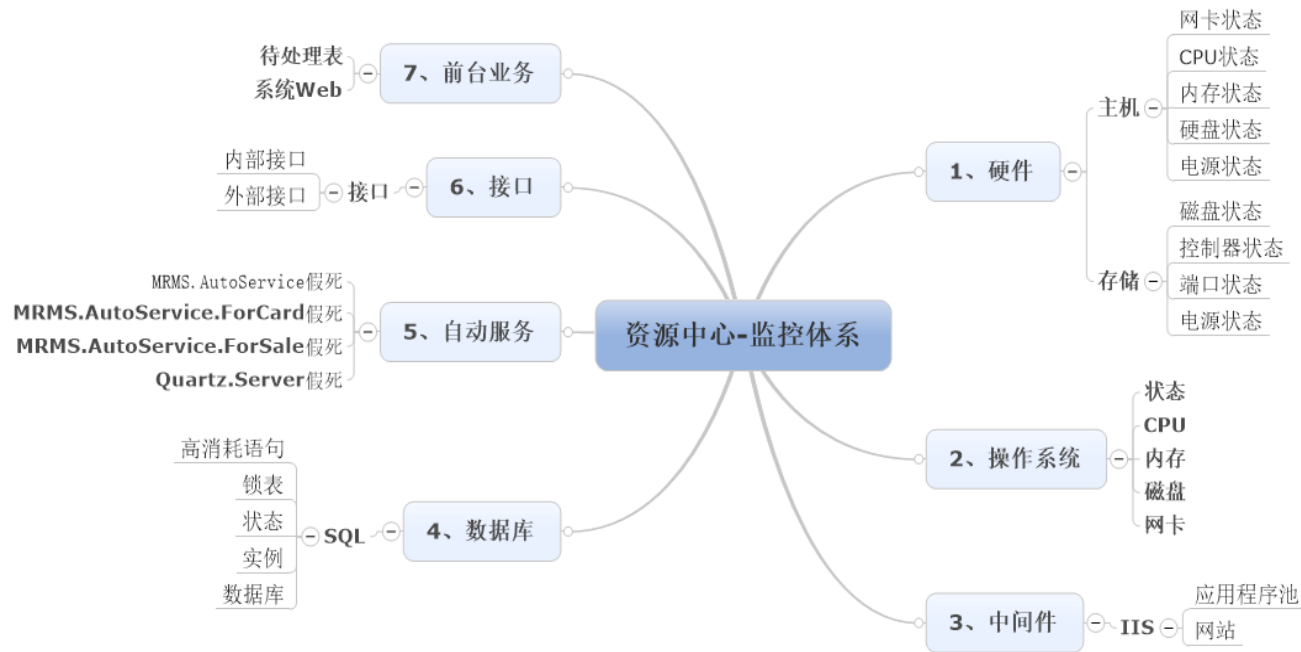 资源中心-监控体系
1、硬件
主机
网卡状态
CPU状态
内存状态
硬盘状态
电源状态
存储
磁盘状态
控制器状态
端口状态
电源状态
2、操作系统
状态
CPU
内存
磁盘
网卡
3、中间件
IIS
应用程序池
网站
4、数据库
SQL
高消耗语句
锁表
状态
实例
数据库
5、自动服务
MRMS.AutoService假死
MRMS.AutoService.ForCard假死
MRMS.AutoService.ForSale假死
Quartz.Server假死
6、接口
接口
内部接口
外部接口
7、前台业务
待处理表
系统Web